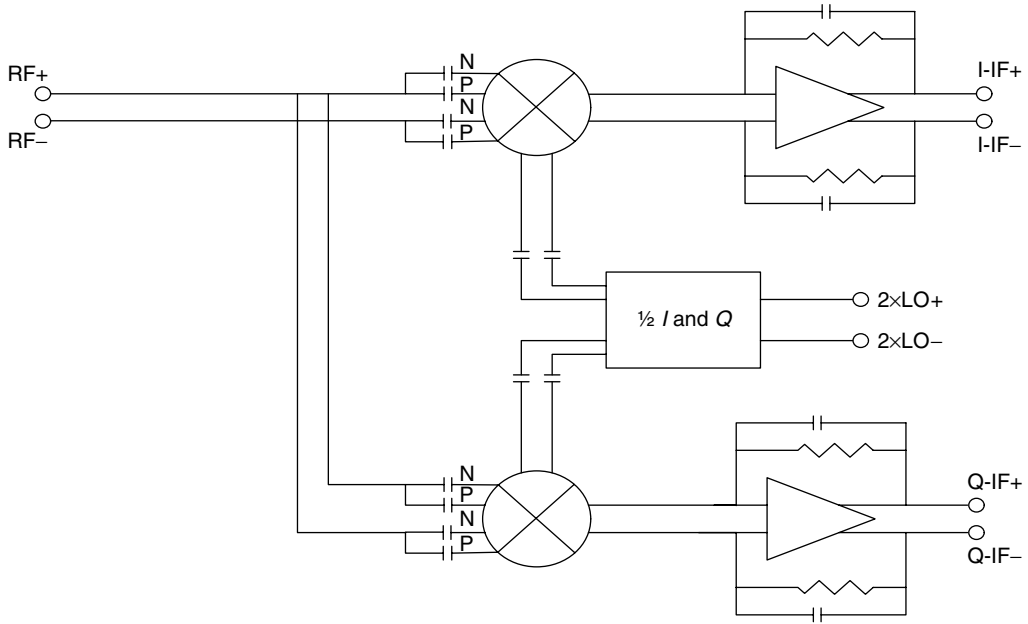 RF+
RF−
N
P
N
P
I-IF+
I-IF−
½ I and Q
2×LO+
2×LO−
N
P
N
P
Q-IF+
Q-IF−